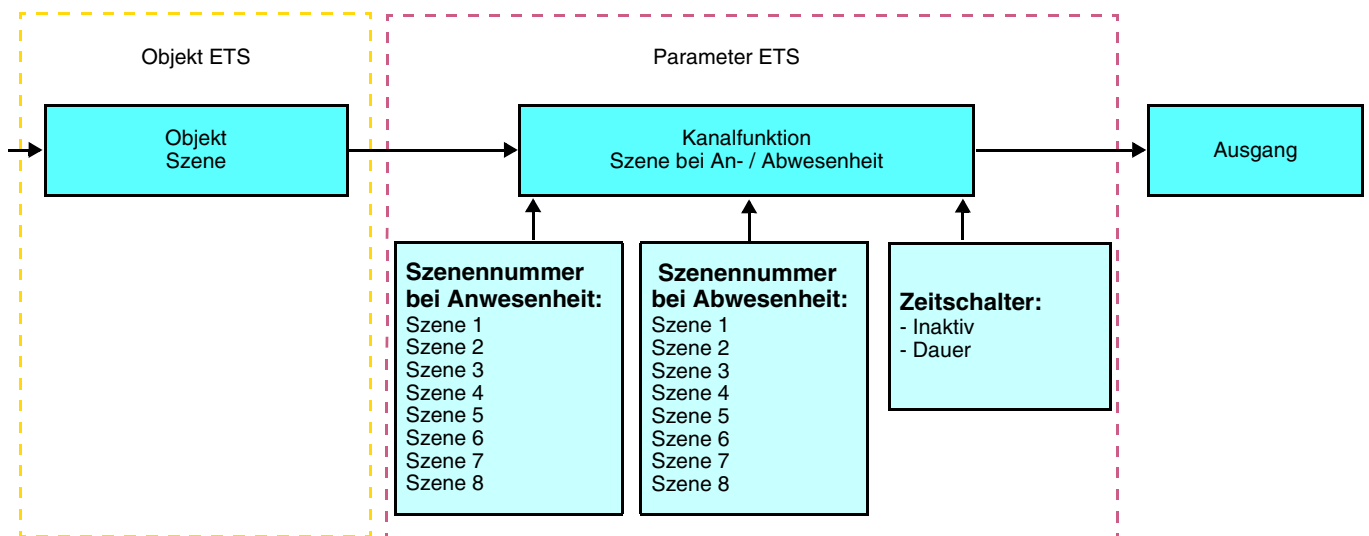 Objekt ETS
Parameter ETS
Objekt
Szene
Kanalfunktion
Szene bei An- / Abwesenheit
Ausgang
Szenennummer
bei Anwesenheit:
Szene 1
Szene 2
Szene 3
Szene 4
Szene 5
Szene 6
Szene 7
Szene 8
Szenennummer
bei Abwesenheit:
Szene 1
Szene 2
Szene 3
Szene 4
Szene 5
Szene 6
Szene 7
Szene 8
Zeitschalter:
- Inaktiv
- Dauer